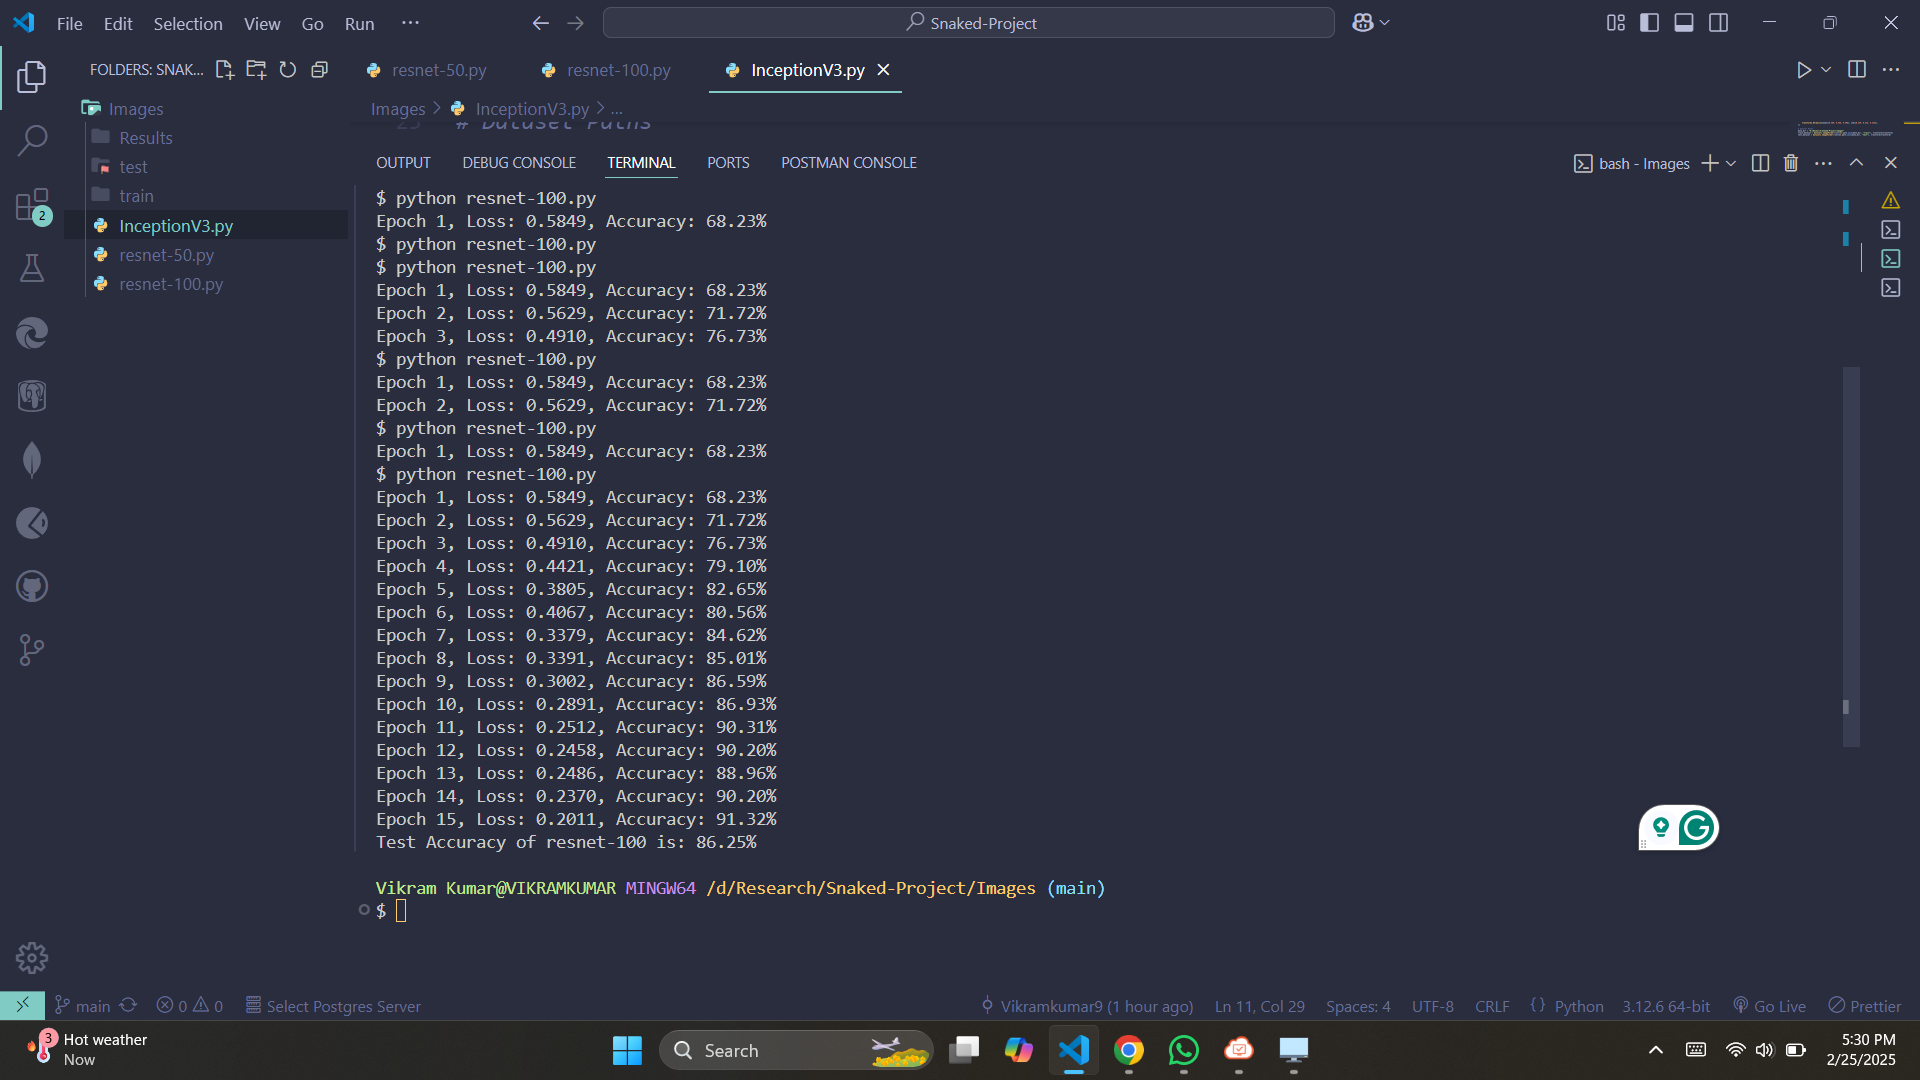 File Edit Selection View Go Run ···
Snaked-Project
FOLDERS: SNAK...
resnet-50.py
resnet-100.py
InceptionV3.py
Images
Results
test
train
InceptionV3.py
resnet-50.py
resnet-100.py
2
Images > InceptionV3.py > ...
OUTPUT DEBUG CONSOLE TERMINAL PORTS POSTMAN CONSOLE
bash - Images
$ python resnet-100.py
Epoch 1, Loss: 0.5849, Accuracy: 68.23%
$ python resnet-100.py
$ python resnet-100.py
Epoch 1, Loss: 0.5849, Accuracy: 68.23%
Epoch 2, Loss: 0.5629, Accuracy: 71.72%
Epoch 3, Loss: 0.4910, Accuracy: 76.73%
$ python resnet-100.py
Epoch 1, Loss: 0.5849, Accuracy: 68.23%
Epoch 2, Loss: 0.5629, Accuracy: 71.72%
$ python resnet-100.py
Epoch 1, Loss: 0.5849, Accuracy: 68.23%
$ python resnet-100.py
Epoch 1, Loss: 0.5849, Accuracy: 68.23%
Epoch 2, Loss: 0.5629, Accuracy: 71.72%
Epoch 3, Loss: 0.4910, Accuracy: 76.73%
Epoch 4, Loss: 0.4421, Accuracy: 79.10%
Epoch 5, Loss: 0.3805, Accuracy: 82.65%
Epoch 6, Loss: 0.4067, Accuracy: 80.56%
Epoch 7, Loss: 0.3379, Accuracy: 84.62%
Epoch 8, Loss: 0.3391, Accuracy: 85.01%
Epoch 9, Loss: 0.3002, Accuracy: 86.59%
Epoch 10, Loss: 0.2891, Accuracy: 86.93%
Epoch 11, Loss: 0.2512, Accuracy: 90.31%
Epoch 12, Loss: 0.2458, Accuracy: 90.20%
Epoch 13, Loss: 0.2486, Accuracy: 88.96%
Epoch 14, Loss: 0.2370, Accuracy: 90.20%
Epoch 15, Loss: 0.2011, Accuracy: 91.32%
Test Accuracy of resnet-100 is: 86.25%
Vikram Kumar@VIKRAMKUMAR MINGW64 /d/Research/Snaked-Project/Images (main)
$
main 0 0 Select Postgres Server Vikramkumar9 (1 hour ago) Ln 11, Col 29 Spaces: 4 UTF-8 CRLF {} Python 3.12.6 64-bit Go Live Prettier
3
Hot weather
Now
Search
5:30 PM
2/25/2025